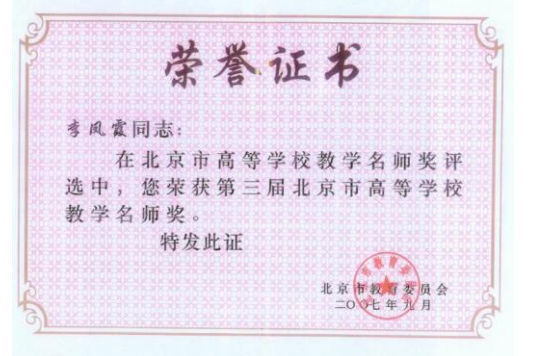 荣誉证书
李凤霞同志：
在北京市高等学校教学名师奖评
选中，您荣获第三届北京市高等学校
教学名师奖。
特发此证
北京市教育委员会
二〇〇七年九月